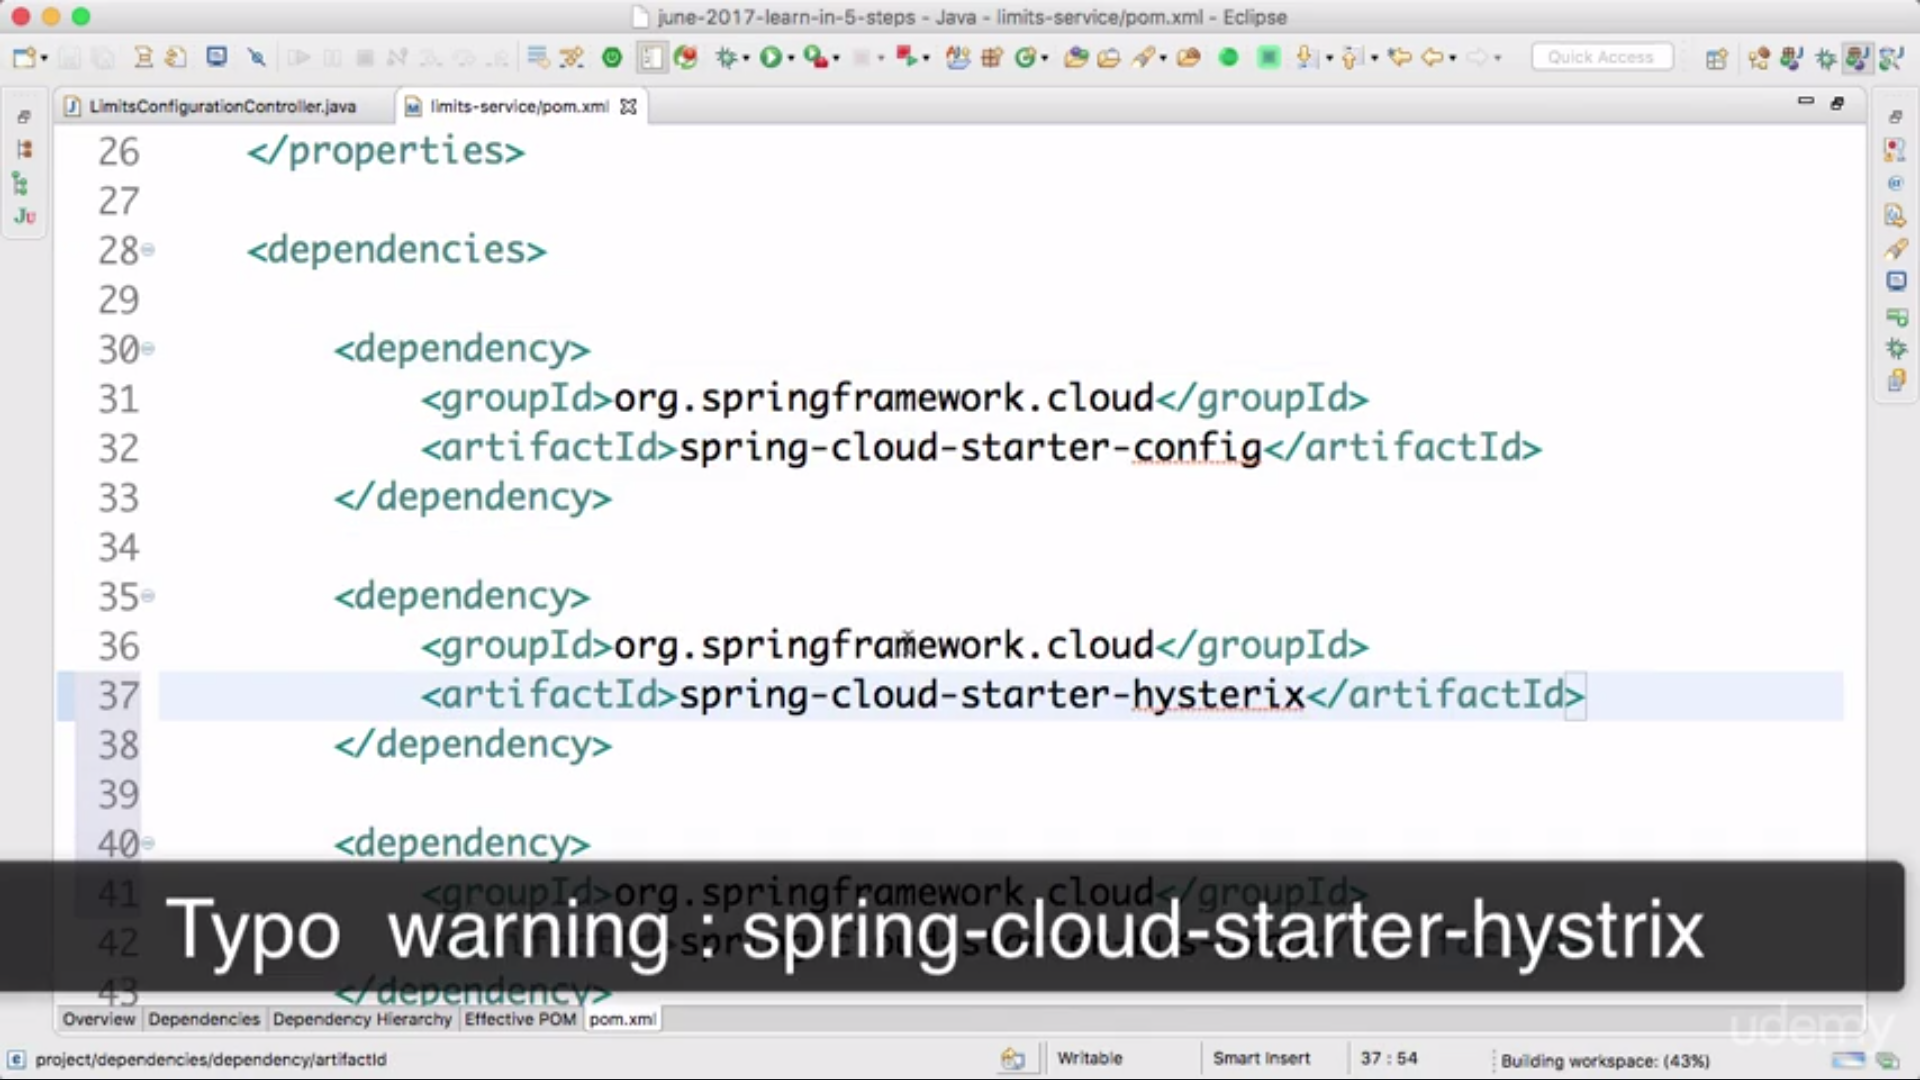 june-2017-learn-in-5-steps - Java - limits-service/pom.xml - Eclipse
Quick Access
LimitsConfigurationController.java
limits-service/pom.xml
26 </properties>
27
28 <dependencies>
29
30 <dependency>
31 <groupId>org.springframework.cloud</groupId>
32 <artifactId>spring-cloud-starter-config</artifactId>
33 </dependency>
34
35 <dependency>
36 <groupId>org.springframework.cloud</groupId>
37 <artifactId>spring-cloud-starter-hysterix</artifactId>
38 </dependency>
39
40 <dependency>
41 <groupId>org.springframework.cloud</groupId>
Typo warning : spring-cloud-starter-hystrix
42
43 </dependency>
Overview Dependencies Dependency Hierarchy Effective POM pom.xml
udemy
project/dependencies/dependency/artifactId
Writable
Smart Insert
37 : 54
Building workspace: (43%)
Ju